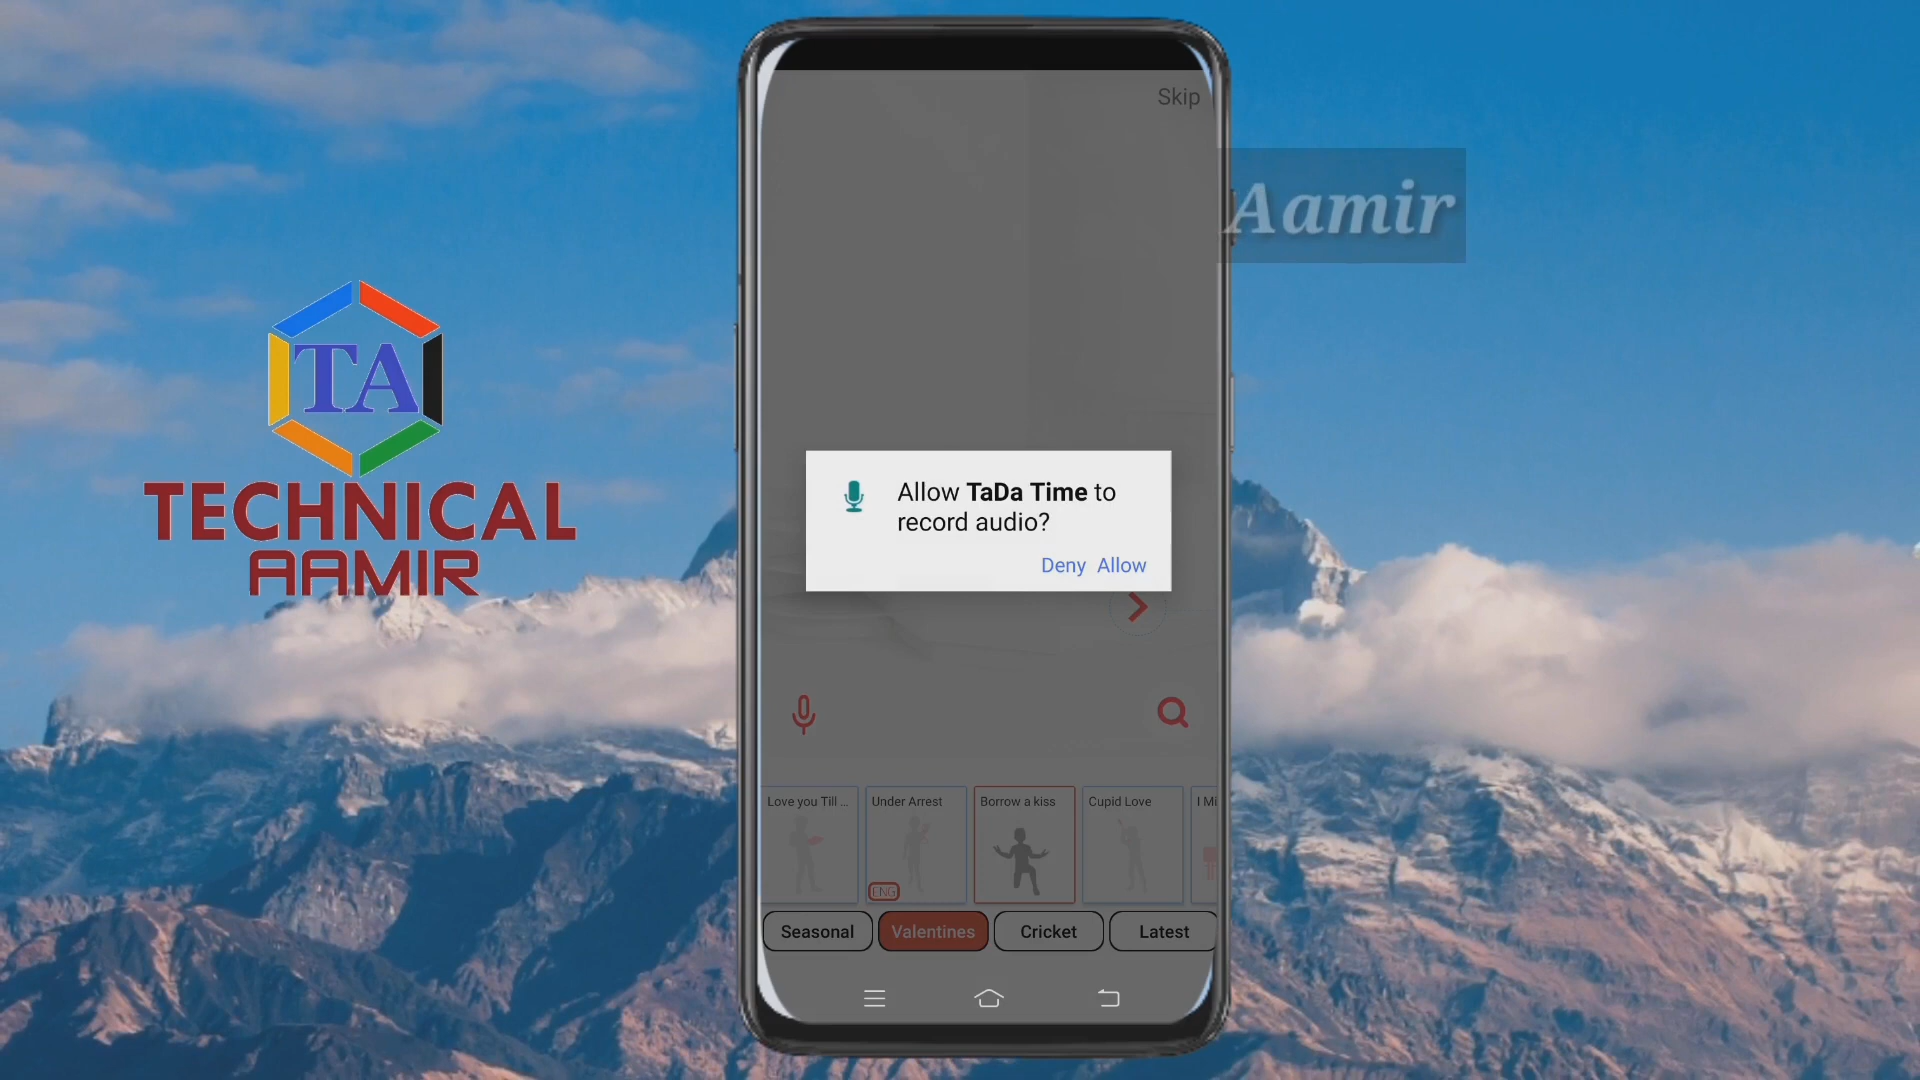 Skip
Aamir
TA
TECHNICAL
AAMIR
Allow TaDa Time to
record audio?
Deny Allow
Love you Till ...
Under Arrest
Borrow a kiss
Cupid Love
I Mi
ENG
Seasonal
Valentines
Cricket
Latest